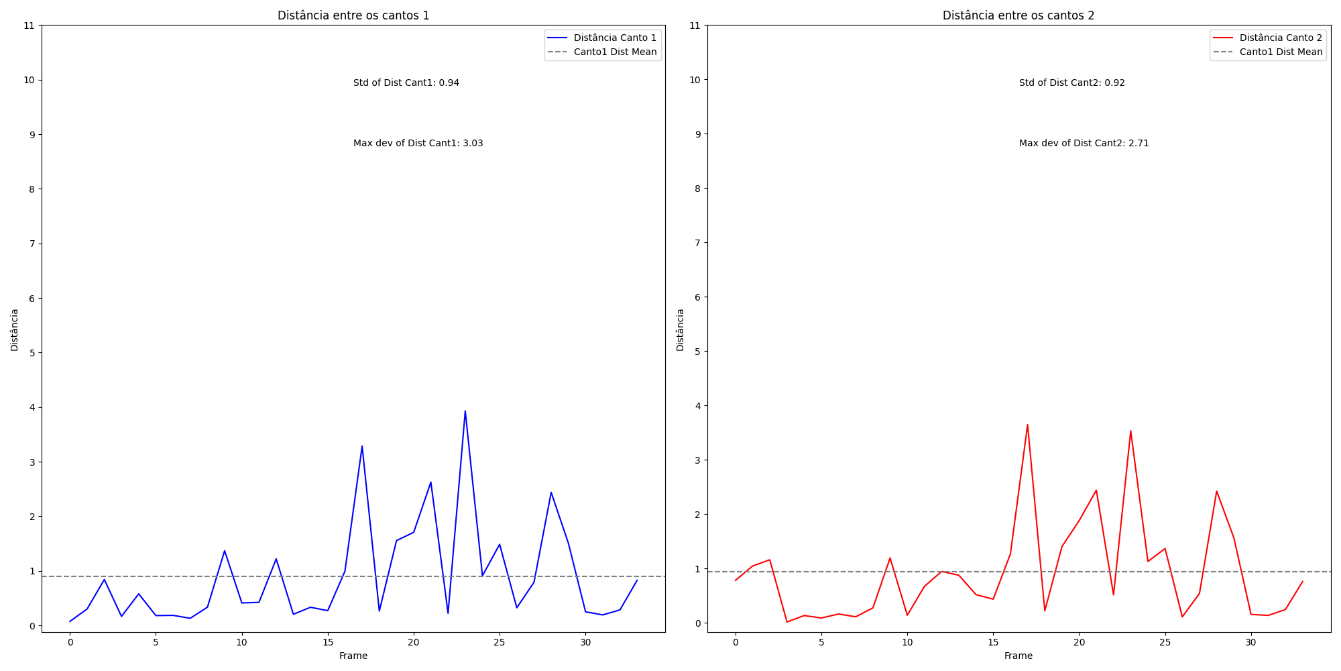 Distância entre os cantos 1
Distância Canto 1
Canto1 Dist Mean
Std of Dist Cant1: 0.94
Max dev of Dist Cant1: 3.03
Distância
11
10
9
8
7
6
5
4
3
2
1
0
0 5 10 15 20 25 30
Frame
Distância entre os cantos 2
Distância Canto 2
Canto1 Dist Mean
Std of Dist Cant2: 0.92
Max dev of Dist Cant2: 2.71
Distância
11
10
9
8
7
6
5
4
3
2
1
0
0 5 10 15 20 25 30
Frame